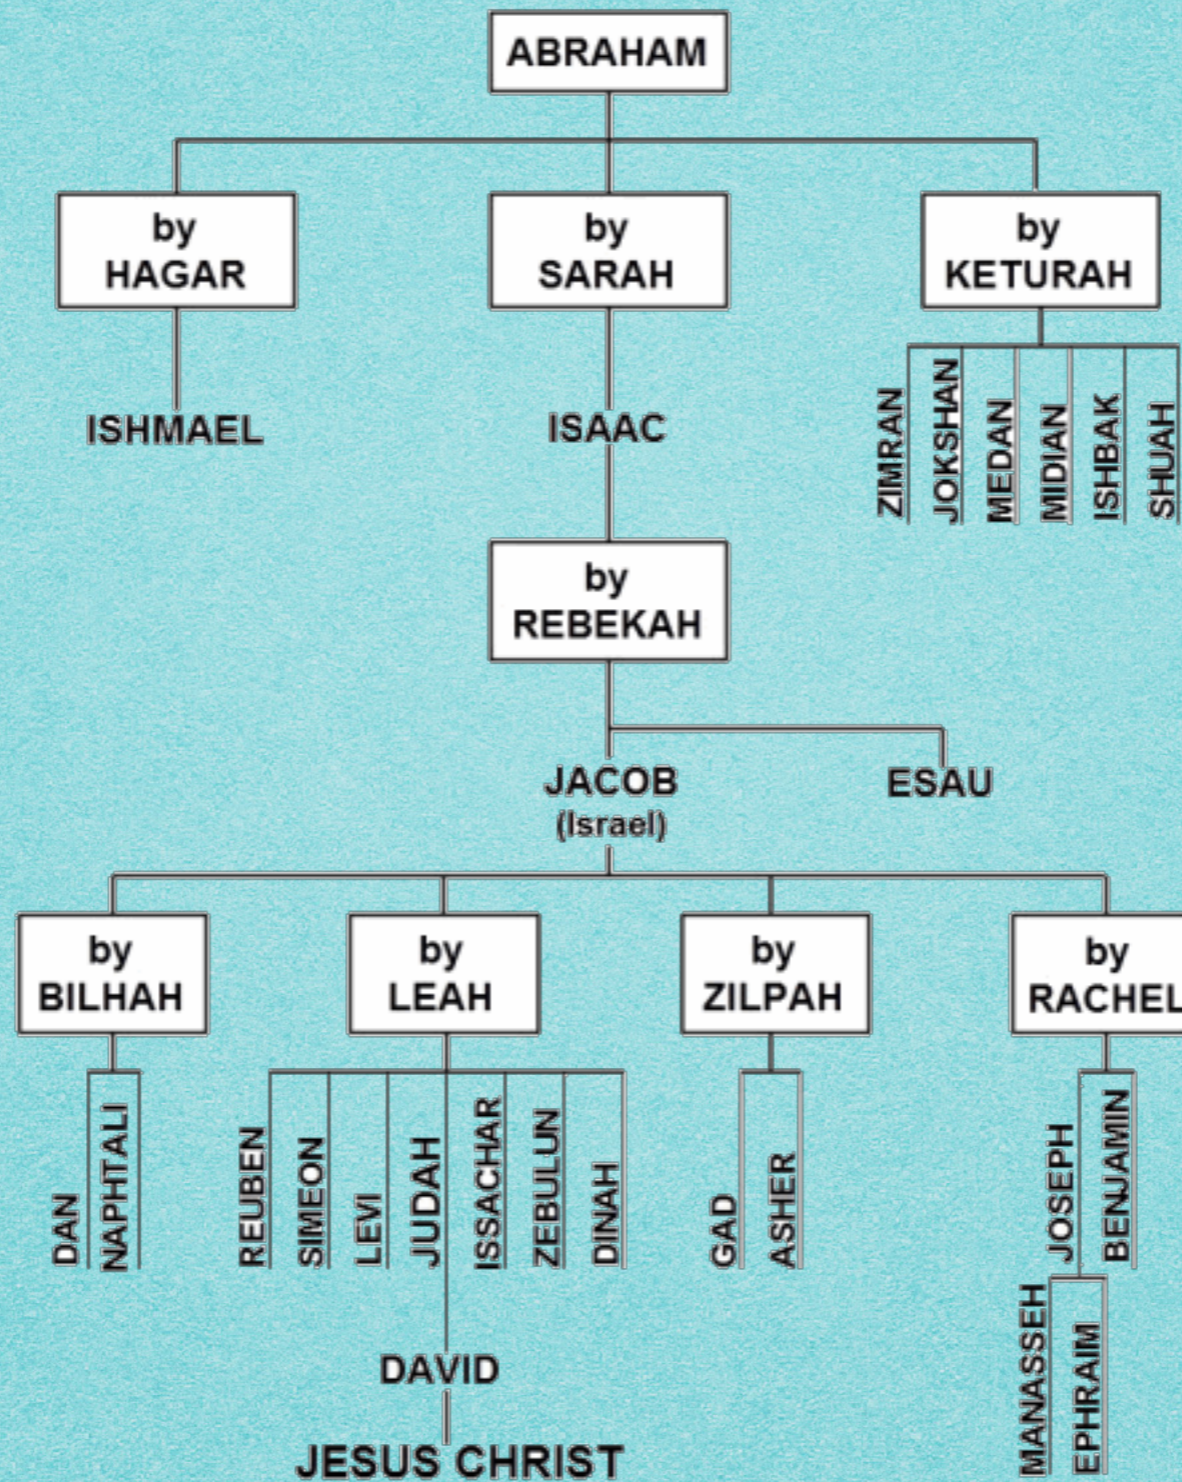 ABRAHAM
by
HAGAR
by
SARAH
by
KETURAH
ISHMAEL
ISAAC
ZIMRAN
JOKSHAN
MEDAN
MIDIAN
ISHBAK
SHUAH
by
REBEKAH
JACOB
(Israel)
ESAU
by
BILHAH
by
LEAH
by
ZILPAH
by
RACHEL
DAN
NAPHTALI
REUBEN
SIMEON
LEVI
JUDAH
ISSACHAR
ZEBULUN
DINAH
GAD
ASHER
JOSEPH
BENJAMIN
MANASSEH
EPHRAIM
DAVID
JESUS CHRIST